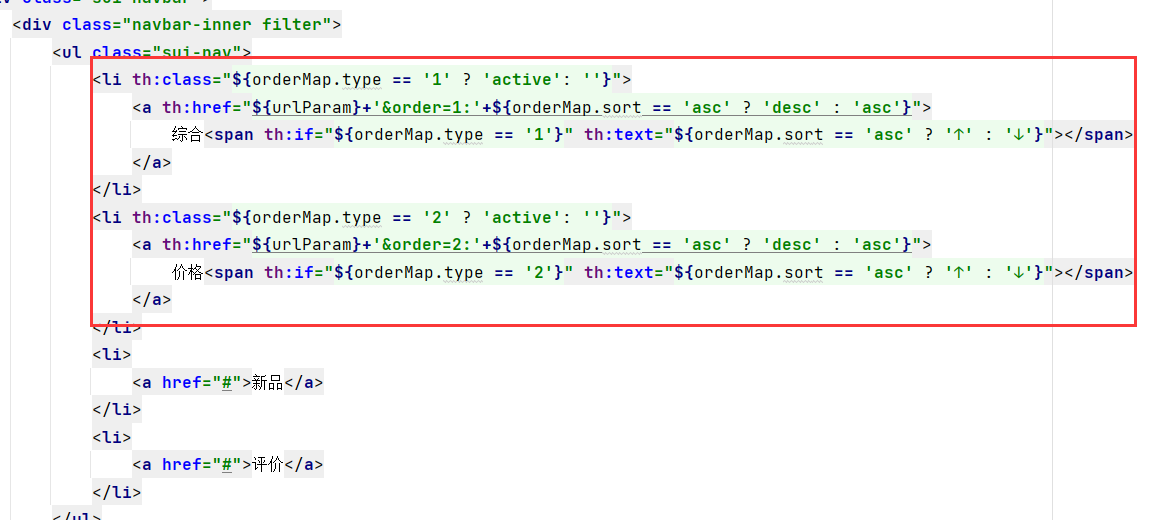 <div class="navbar-inner filter">
<ul class="sui-nav">
<li th:class="${orderMap.type == '1' ? 'active': ''}">
<a th:href="${urlParam}+'&order=1:'+${orderMap.sort == 'asc' ? 'desc' : 'asc'}">
综合<span th:if="${orderMap.type == '1'}" th:text="${orderMap.sort == 'asc' ? '↑' : '↓'}"></span>
</a>
</li>
<li th:class="${orderMap.type == '2' ? 'active': ''}">
<a th:href="${urlParam}+'&order=2:'+${orderMap.sort == 'asc' ? 'desc' : 'asc'}">
价格<span th:if="${orderMap.type == '2'}" th:text="${orderMap.sort == 'asc' ? '↑' : '↓'}"></span>
</a>
</li>
<li>
<a href="#">新品</a>
</li>
<li>
<a href="#">评价</a>
</li>
</ul>